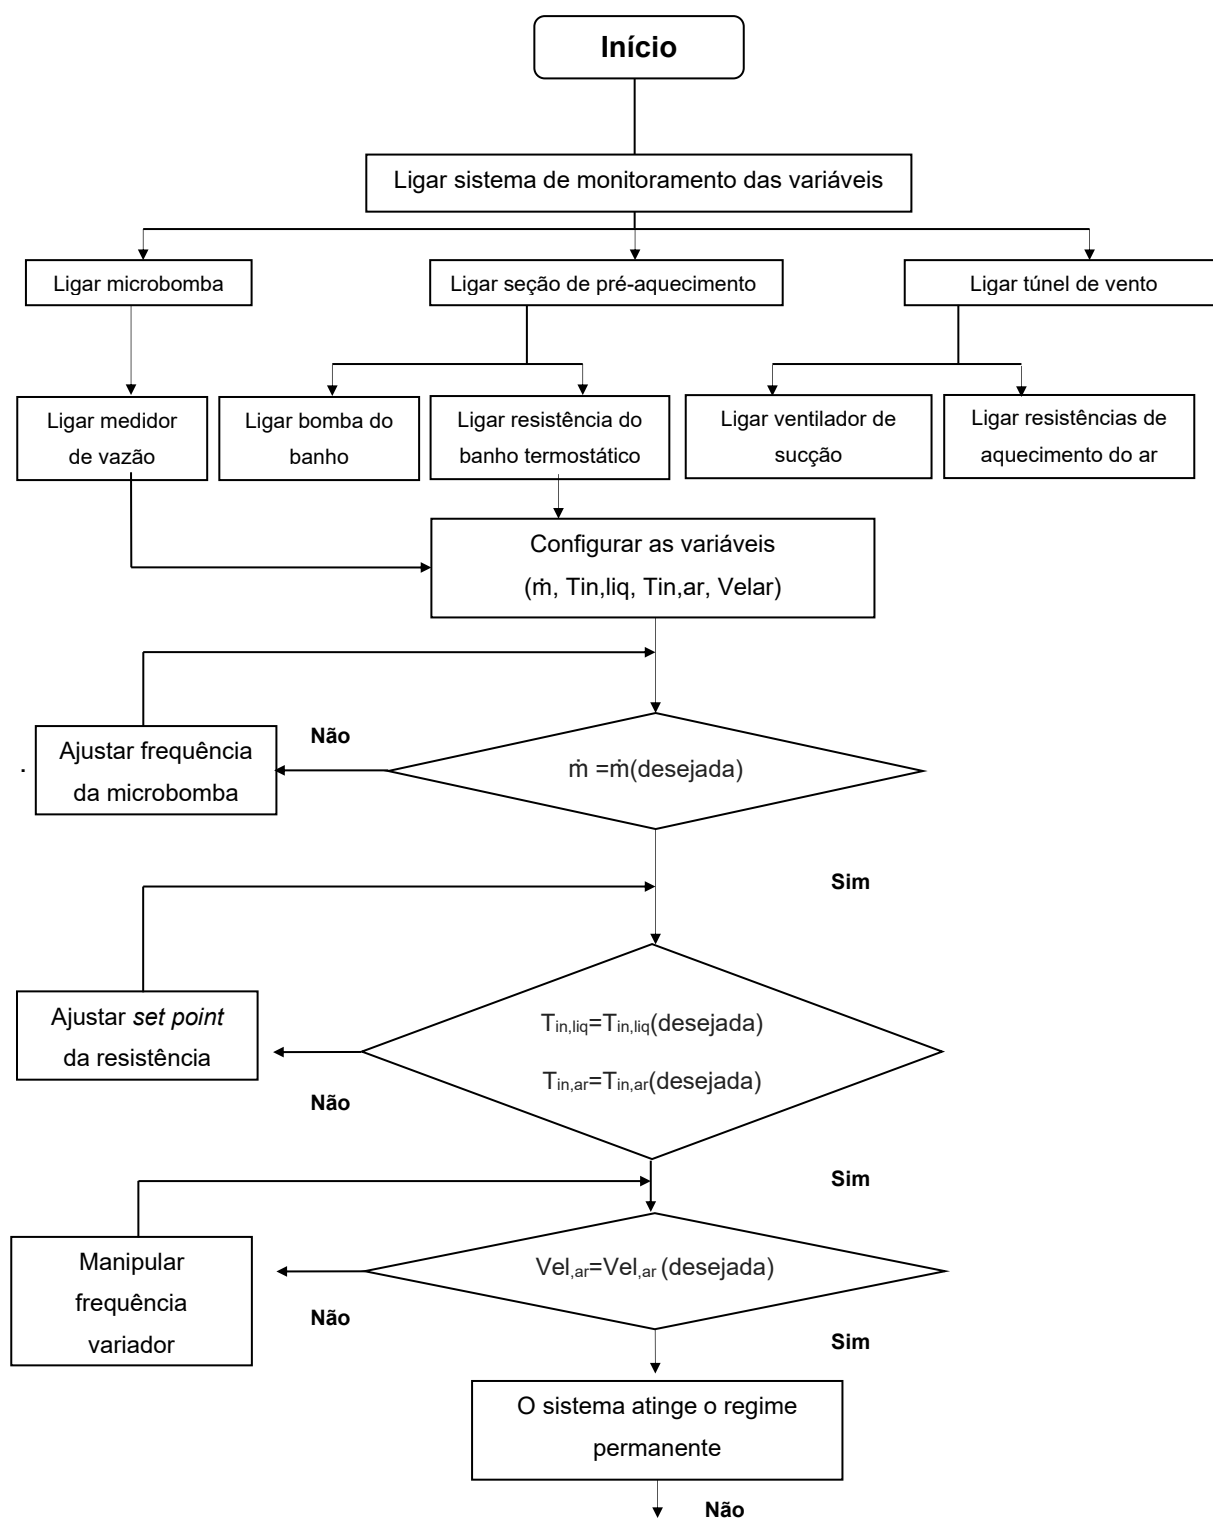 Início
Ligar sistema de monitoramento das variáveis
Ligar microbomba
Ligar seção de pré-aquecimento
Ligar túnel de vento
Ligar medidor
de vazão
Ligar bomba do
banho
Ligar resistência do
banho termostático
Ligar ventilador de
sucção
Ligar resistências de
aquecimento do ar
Configurar as variáveis
(ṁ, Tin,liq, Tin,ar, Velar)
Não
Ajustar frequência
da microbomba
.
ṁ =ṁ(desejada)
Sim
Ajustar set point
da resistência
Tin,liq=Tin,liq(desejada)
Tin,ar=Tin,ar(desejada)
Não
Sim
Manipular
frequência
variador
Vel,ar=Vel,ar (desejada)
Não
Sim
O sistema atinge o regime
permanente
Não